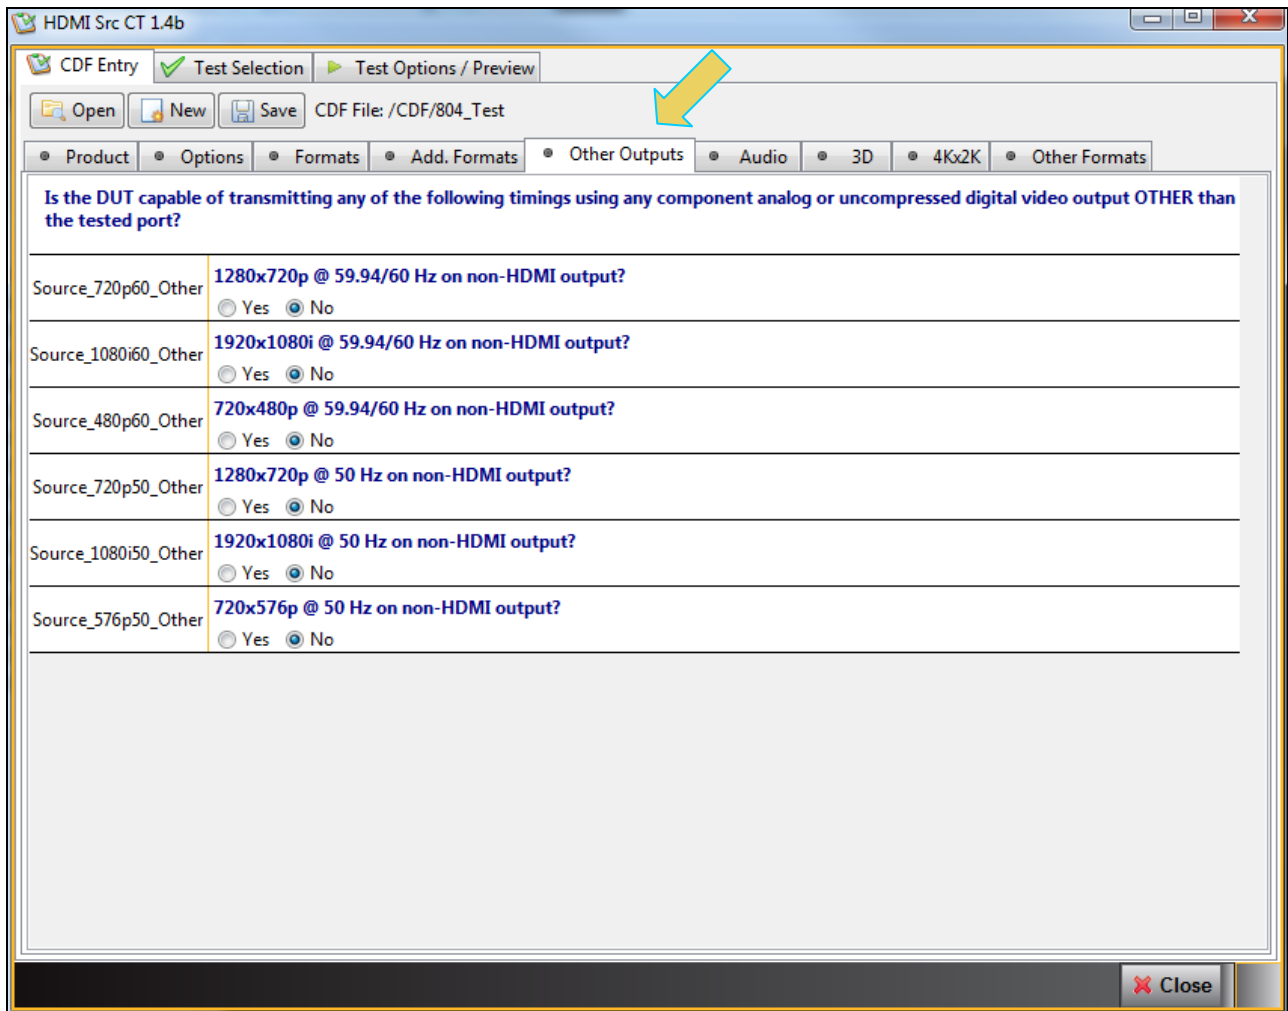 HDMI Src CT 1.4b
CDF Entry Test Selection Test Options / Preview
Open New Save CDF File: /CDF/804_Test
Product Options Formats Add. Formats Other Outputs Audio 3D 4Kx2K Other Formats
Is the DUT capable of transmitting any of the following timings using any component analog or uncompressed digital video output OTHER than
the tested port?
Source_720p60_Other
1280x720p @ 59.94/60 Hz on non-HDMI output?
Yes No
Source_1080i60_Other
1920x1080i @ 59.94/60 Hz on non-HDMI output?
Yes No
Source_480p60_Other
720x480p @ 59.94/60 Hz on non-HDMI output?
Yes No
Source_720p50_Other
1280x720p @ 50 Hz on non-HDMI output?
Yes No
Source_1080i50_Other
1920x1080i @ 50 Hz on non-HDMI output?
Yes No
Source_576p50_Other
720x576p @ 50 Hz on non-HDMI output?
Yes No
Close